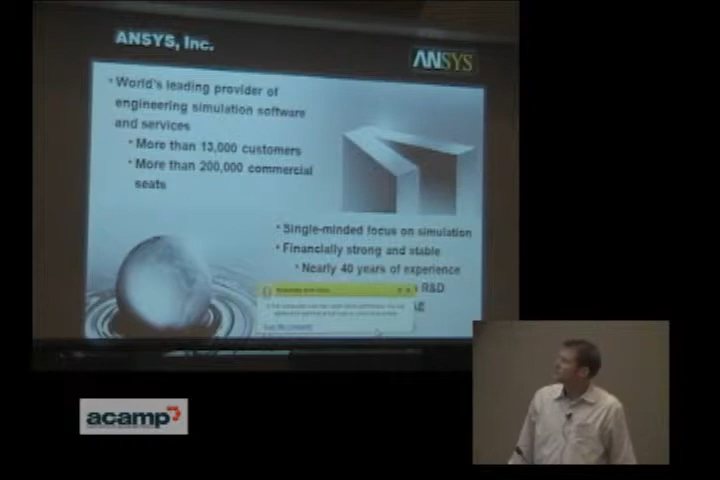 ANSYS, Inc.
ANSYS
• World's leading provider of
engineering simulation software
and services
• More than 13,000 customers
• More than 200,000 commercial
seats
• Single-minded focus on simulation
• Financially strong and stable
• Nearly 40 years of experience
R&D
acamp